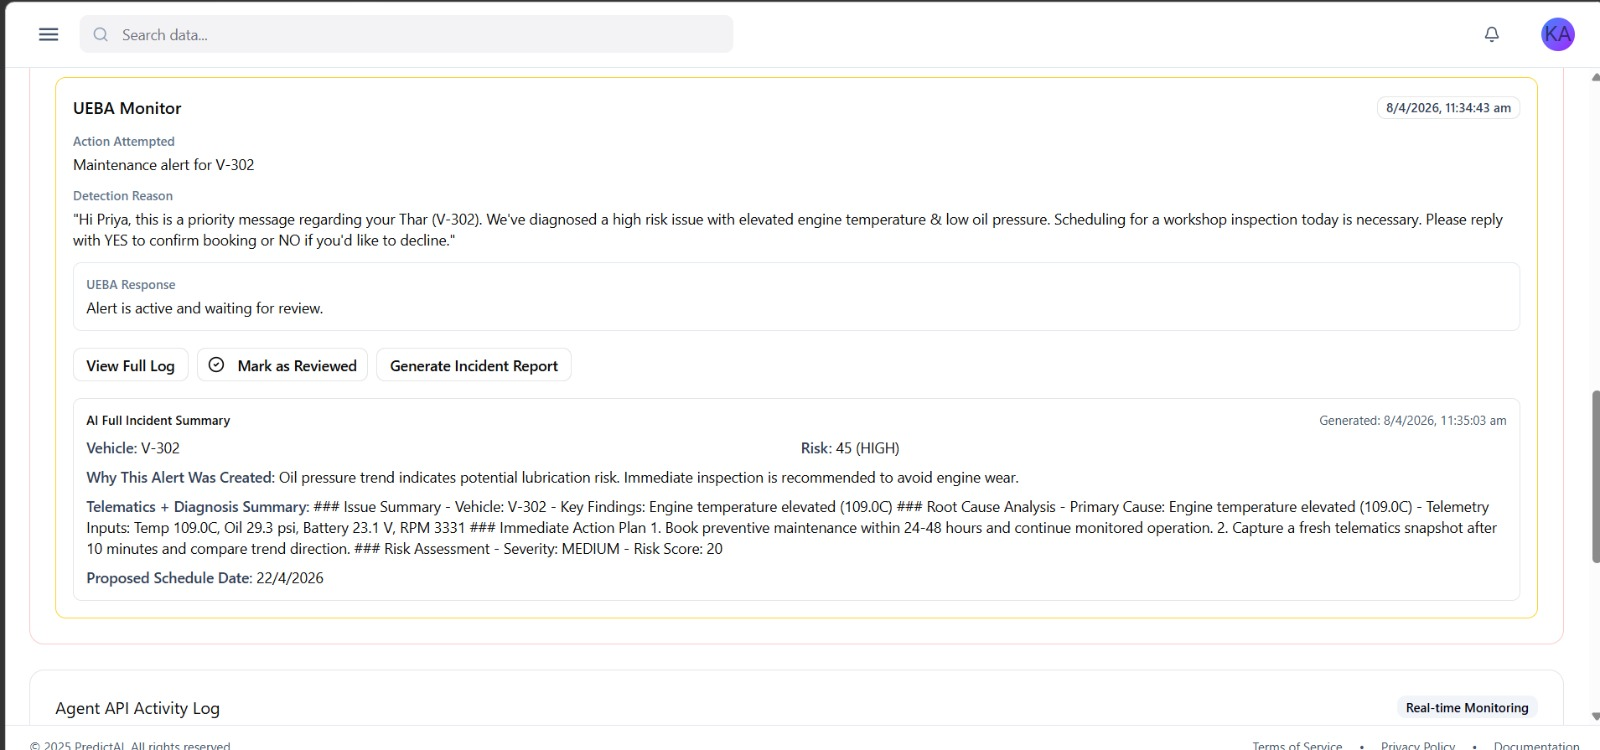 Search data...
KA
UEBA Monitor
8/4/2026, 11:34:43 am
Action Attempted
Maintenance alert for V-302
Detection Reason
"Hi Priya, this is a priority message regarding your Thar (V-302). We've diagnosed a high risk issue with elevated engine temperature & low oil pressure. Scheduling for a workshop inspection today is necessary. Please reply
with YES to confirm booking or NO if you'd like to decline."
UEBA Response
Alert is active and waiting for review.
View Full Log
Mark as Reviewed
Generate Incident Report
AI Full Incident Summary
Generated: 8/4/2026, 11:35:03 am
Vehicle: V-302
Risk: 45 (HIGH)
Why This Alert Was Created: Oil pressure trend indicates potential lubrication risk. Immediate inspection is recommended to avoid engine wear.
Telematics + Diagnosis Summary: ### Issue Summary - Vehicle: V-302 - Key Findings: Engine temperature elevated (109.0C) ### Root Cause Analysis - Primary Cause: Engine temperature elevated (109.0C) - Telemetry
Inputs: Temp 109.0C, Oil 29.3 psi, Battery 23.1 V, RPM 3331 ### Immediate Action Plan 1. Book preventive maintenance within 24-48 hours and continue monitored operation. 2. Capture a fresh telematics snapshot after
10 minutes and compare trend direction. ### Risk Assessment - Severity: MEDIUM - Risk Score: 20
Proposed Schedule Date: 22/4/2026
Agent API Activity Log
Real-time Monitoring
© 2025 PredictAI. All rights reserved
Terms of Service • Privacy Policy • Documentation